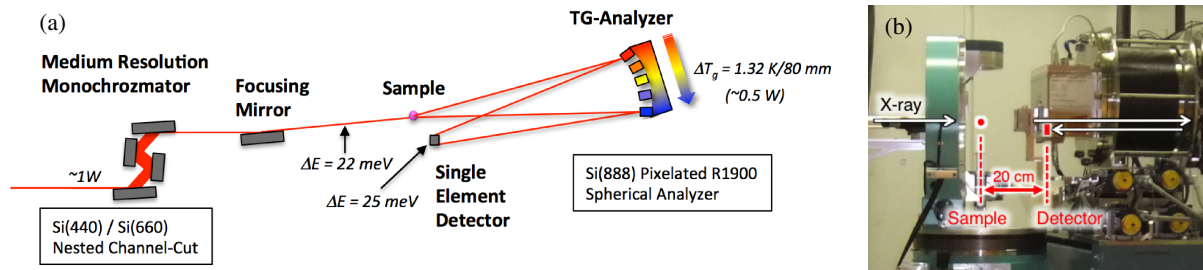 (a)
Medium Resolution
Monochrozmator
~1W
Si(440) / Si(660)
Nested Channel-Cut
Focusing
Mirror
ΔE = 22 meV
ΔE = 25 meV
Sample
Single
Element
Detector
TG-Analyzer
ΔTg = 1.32 K/80 mm
(~0.5 W)
Si(888) Pixelated R1900
Spherical Analyzer
(b)
X-ray
20 cm
Sample
Detector